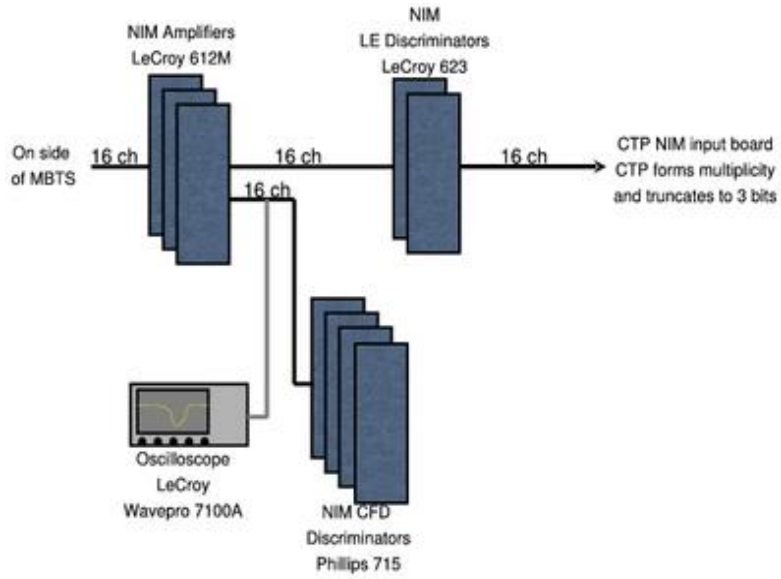 NIM Amplifiers
LeCroy 612M
NIM
LE Discriminators
LeCroy 623
On side
of MBTS
16 ch
16 ch
16 ch
16 ch
CTP NIM input board
CTP forms multiplicity
and truncates to 3 bits
Oscilloscope
LeCroy
Wavepro 7100A
NIM CFD
Discriminators
Phillips 715